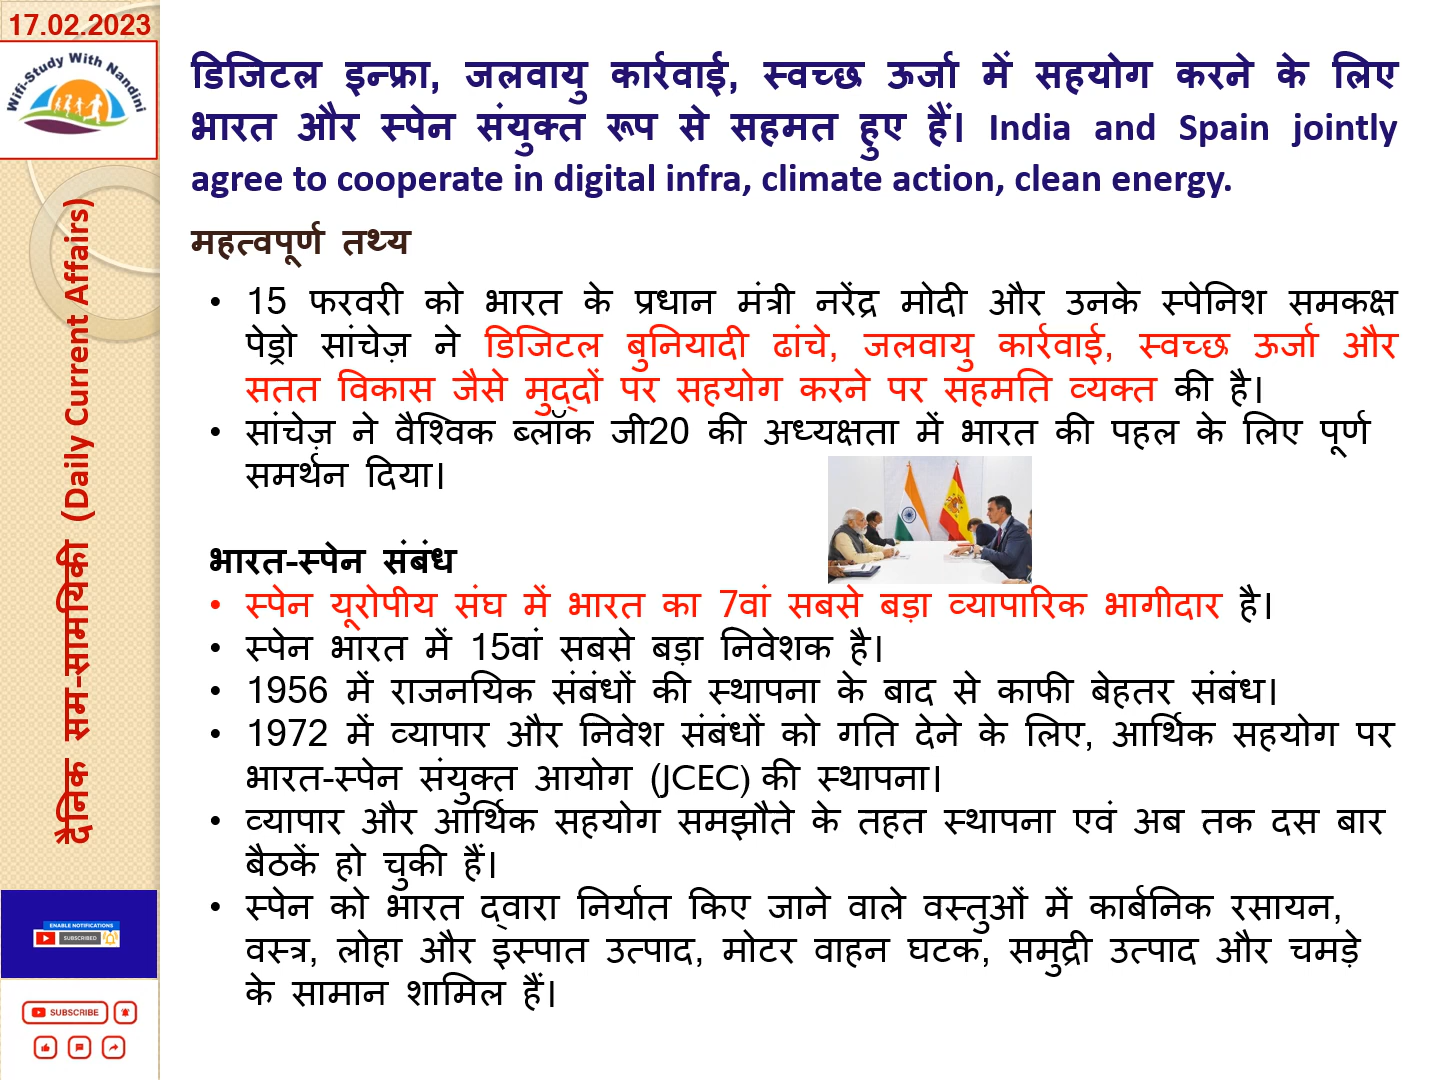 17.02.2023
Wifi-Study With Nandini
दैनिक सम-सामयिकी (Daily Current Affairs)
ENABLE NOTIFICATIONS
SUBSCRIBED
SUBSCRIBE
डिजिटल इन्फ्रा, जलवायु कार्रवाई, स्वच्छ ऊर्जा में सहयोग करने के लिए
भारत और स्पेन संयुक्त रूप से सहमत हुए हैं। India and Spain jointly
agree to cooperate in digital infra, climate action, clean energy.
महत्वपूर्ण तथ्य
• 15 फरवरी को भारत के प्रधान मंत्री नरेंद्र मोदी और उनके स्पेनिश समकक्ष
पेड्रो सांचेज़ ने डिजिटल बुनियादी ढांचे, जलवायु कार्रवाई, स्वच्छ ऊर्जा और
सतत विकास जैसे मुद्दों पर सहयोग करने पर सहमति व्यक्त की है।
• सांचेज़ ने वैश्विक ब्लॉक जी20 की अध्यक्षता में भारत की पहल के लिए पूर्ण
समर्थन दिया।
भारत-स्पेन संबंध
• स्पेन यूरोपीय संघ में भारत का 7वां सबसे बड़ा व्यापारिक भागीदार है।
• स्पेन भारत में 15वां सबसे बड़ा निवेशक है।
• 1956 में राजनयिक संबंधों की स्थापना के बाद से काफी बेहतर संबंध।
• 1972 में व्यापार और निवेश संबंधों को गति देने के लिए, आर्थिक सहयोग पर
भारत-स्पेन संयुक्त आयोग (JCEC) की स्थापना।
• व्यापार और आर्थिक सहयोग समझौते के तहत स्थापना एवं अब तक दस बार
बैठकें हो चुकी हैं।
• स्पेन को भारत द्वारा निर्यात किए जाने वाले वस्तुओं में कार्बनिक रसायन,
वस्त्र, लोहा और इस्पात उत्पाद, मोटर वाहन घटक, समुद्री उत्पाद और चमड़े
के सामान शामिल हैं।